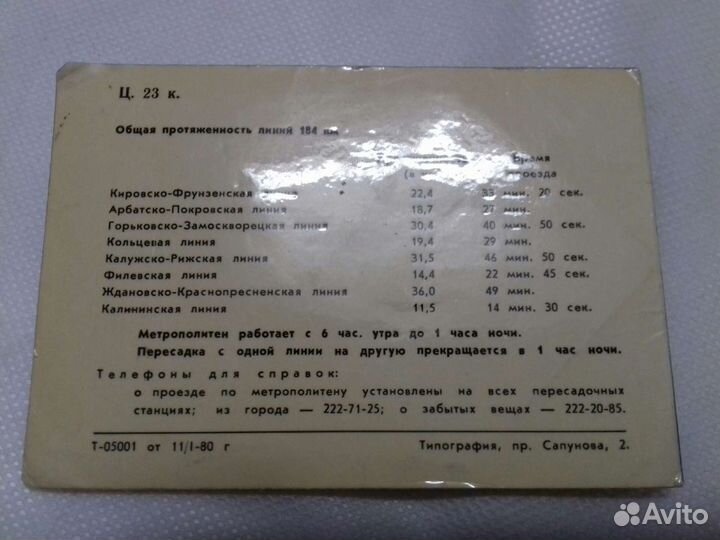 Ц. 23 к.
Общая протяженность линий 184 км
Время
(в проезда
Кировско-Фрунзенская линия 22,4 33 мин. 20 сек.
Арбатско-Покровская линия 18,7 27 мин.
Горьковско-Замоскворецкая линия 30,4 40 мин. 50 сек.
Кольцевая линия 19,4 29 мин.
Калужско-Рижская линия 31,5 46 мин. 50 сек.
Филевская линия 14,4 22 мин. 45 сек.
Ждановско-Краснопресненская линия 36,0 49 мин.
Калининская линия 11,5 14 мин. 30 сек.
Метрополитен работает с 6 час. утра до 1 часа ночи.
Пересадка с одной линии на другую прекращается в 1 час ночи.
Телефоны для справок:
о проезде по метрополитену установлены на всех пересадочных
станциях; из города — 222-71-25; о забытых вещах — 222-20-85.
Т-05001 от 11/I-80 г Типография, пр. Сапунова, 2.
Avito